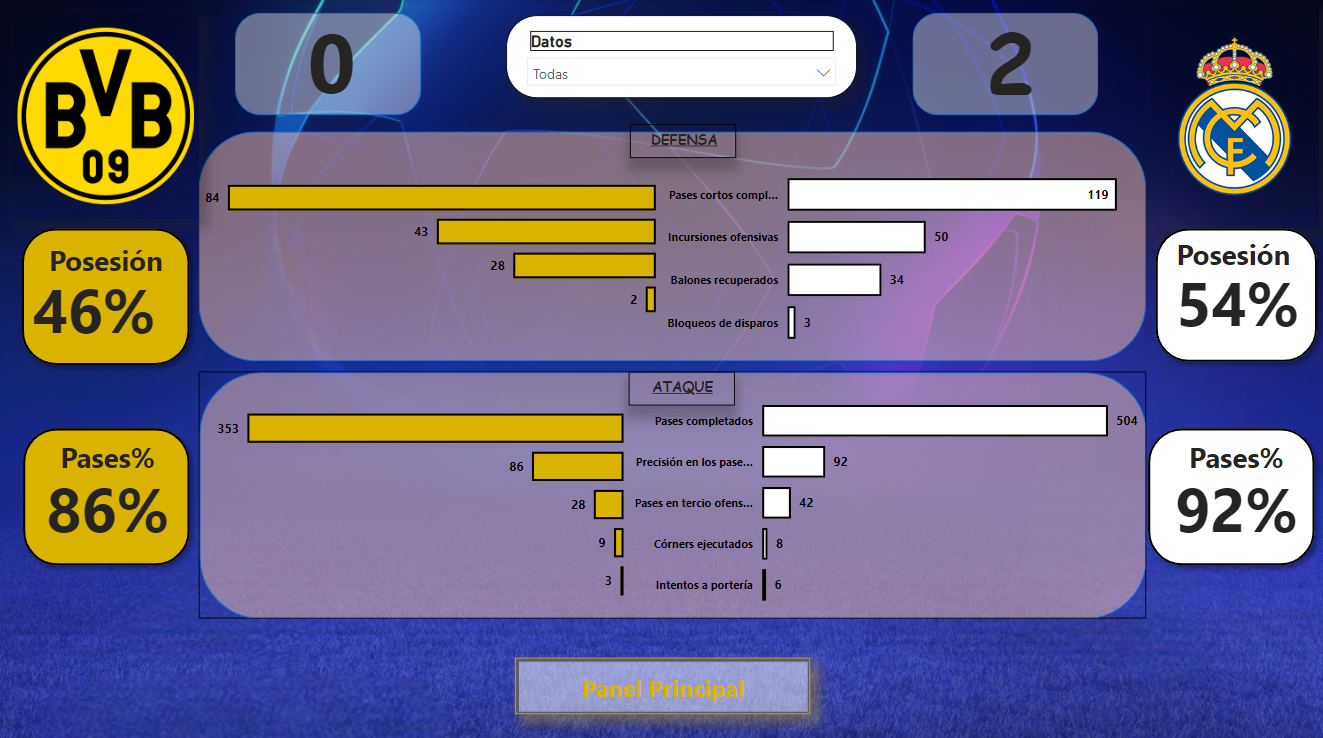 BVB
09
0
Datos
Todas
2
DEFENSA
84 Pases cortos compl... 119
43 Incursiones ofensivas 50
28 Balones recuperados 34
2 Bloqueos de disparos 3
Posesión
46%
Posesión
54%
ATAQUE
353 Pases completados 504
86 Precisión en los pase... 92
28 Pases en tercio ofens... 42
9 Córners ejecutados 8
3 Intentos a portería 6
Pases%
86%
Pases%
92%
Panel Principal